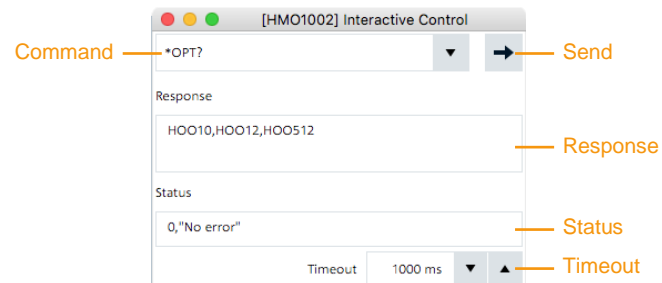 [HMO1002] Interactive Control
Command
*OPT?
Send
Response
HOO10,HOO12,HOO512
Response
Status
0,"No error"
Status
Timeout 1000 ms
Timeout